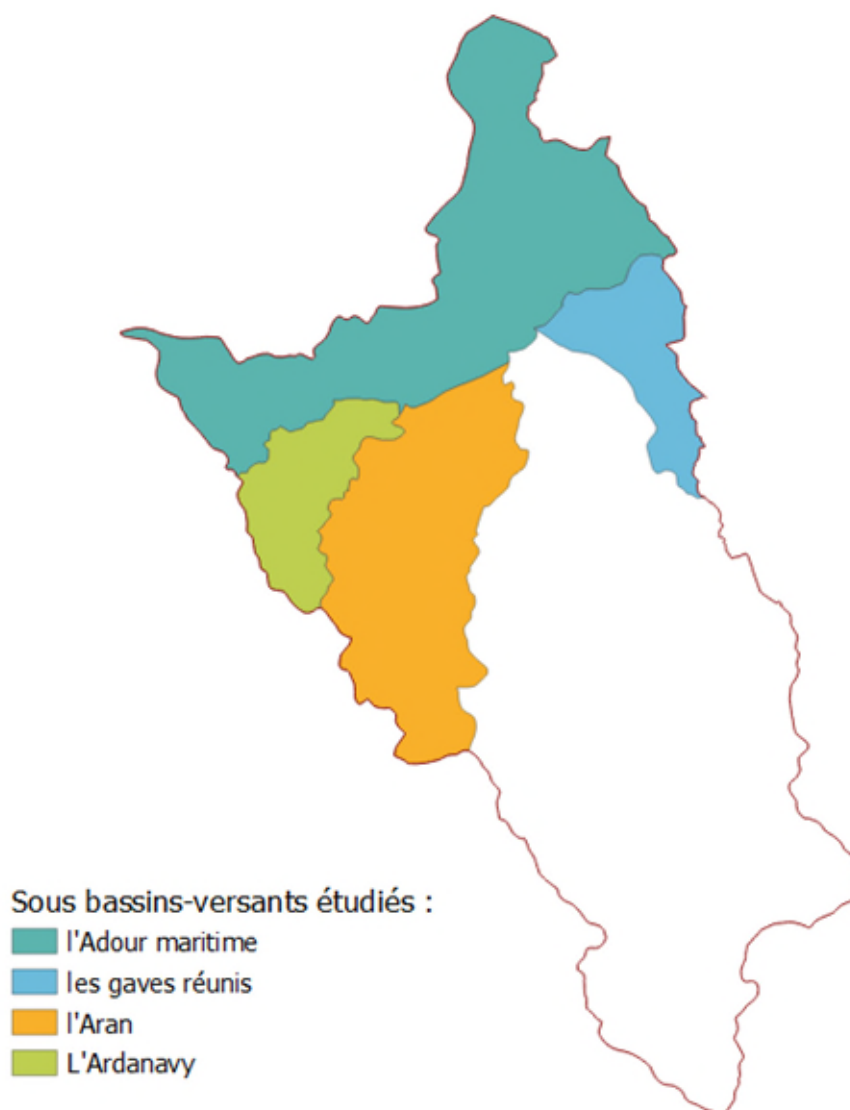 Sous bassins-versants étudiés :
l'Adour maritime
les gaves réunis
l'Aran
L'Ardanavy